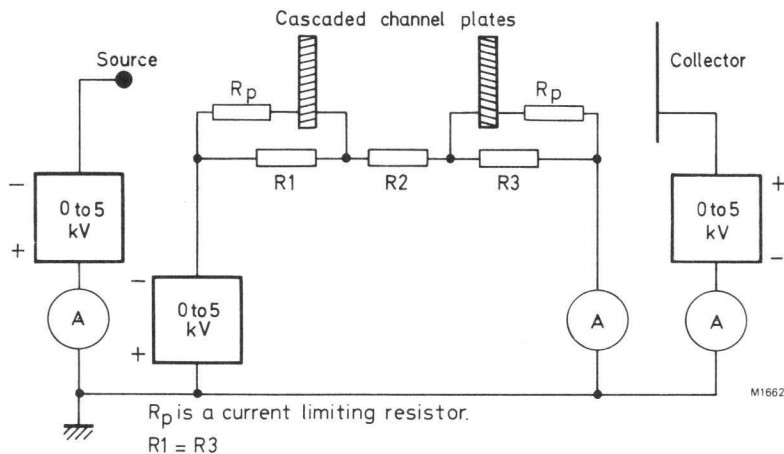 Cascaded channel plates
Source
Collector
Rp
Rp
R1
R2
R3
-
0 to 5
kV
+
-
0 to 5
kV
+
+
0 to 5
kV
-
A
A
A
M1662
Rp is a current limiting resistor.
R1 = R3